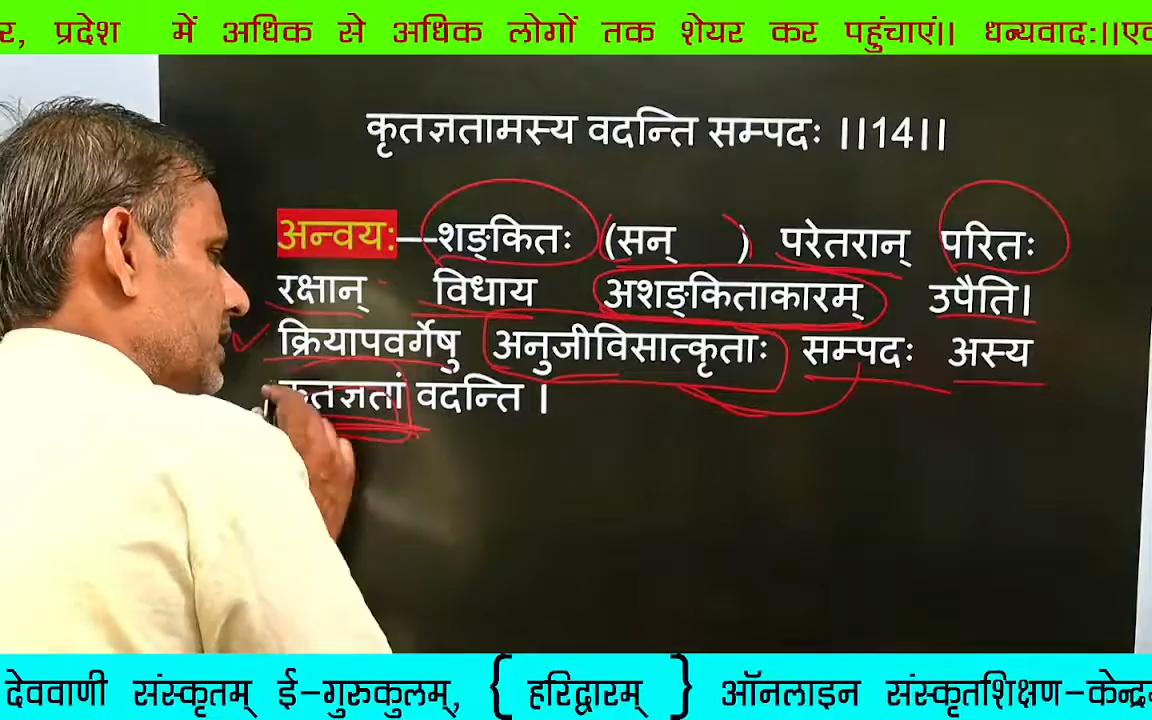 र, प्रदेश में अधिक से अधिक लोगों तक शेयर कर पहुंचाएं।। धन्यवादः।।एव
कृतज्ञतामस्य वदन्ति सम्पदः ।।14।।
अन्वयः—शङ्कितः (सन् ) परेतरान् परितः
रक्षान् विधाय अशङ्किताकारम् उपैति।
क्रियापवर्गेषु अनुजीविसात्कृताः सम्पदः अस्य
कृतज्ञतां वदन्ति ।
देववाणी संस्कृतम् ई-गुरुकुलम्, { हरिद्वारम् } ऑनलाइन संस्कृतशिक्षण-केन्द्रम